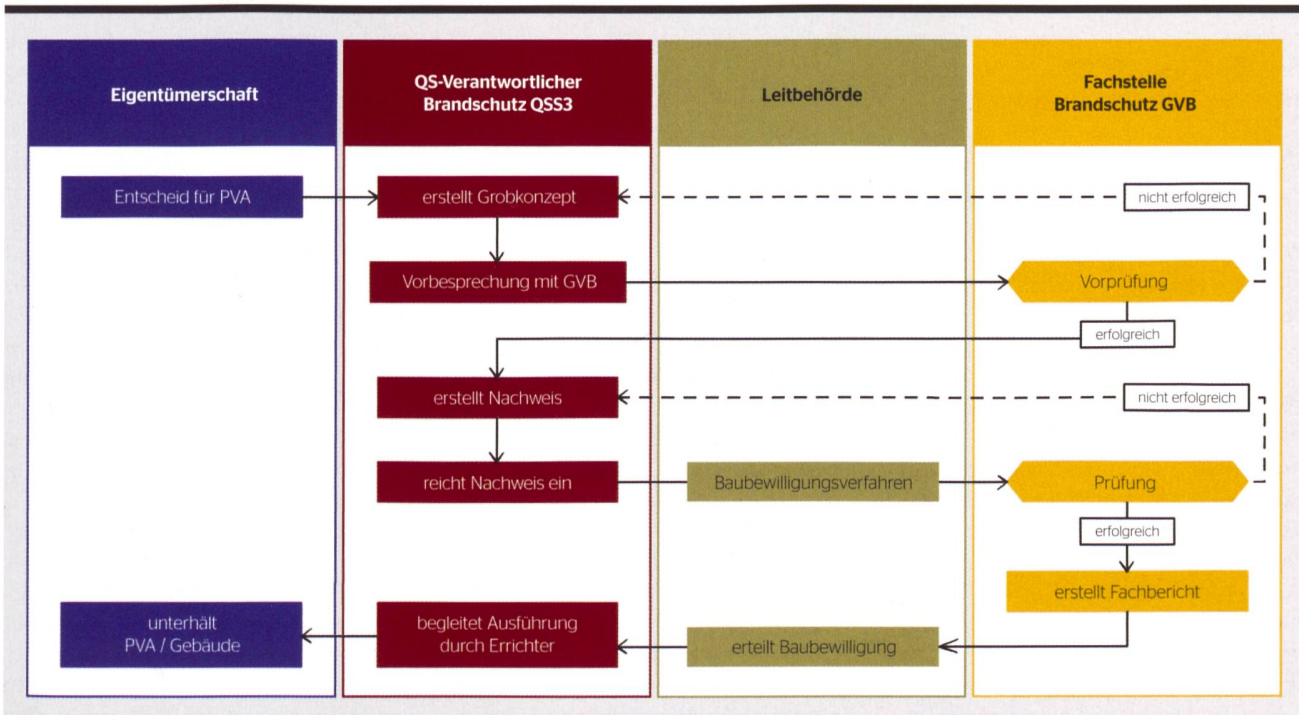 Eigentümerschaft
QS-Verantwortlicher
Brandschutz QSS3
Leitbehörde
Fachstelle
Brandschutz GVB
Entscheid für PVA
erstellt Grobkonzept
nicht erfolgreich
Vorbesprechung mit GVB
Vorprüfung
erfolgreich
erstellt Nachweis
nicht erfolgreich
reicht Nachweis ein
Baubewilligungsverfahren
Prüfung
erfolgreich
erstellt Fachbericht
unterhält
PVA / Gebäude
begleitet Ausführung
durch Errichter
erteilt Baubewilligung